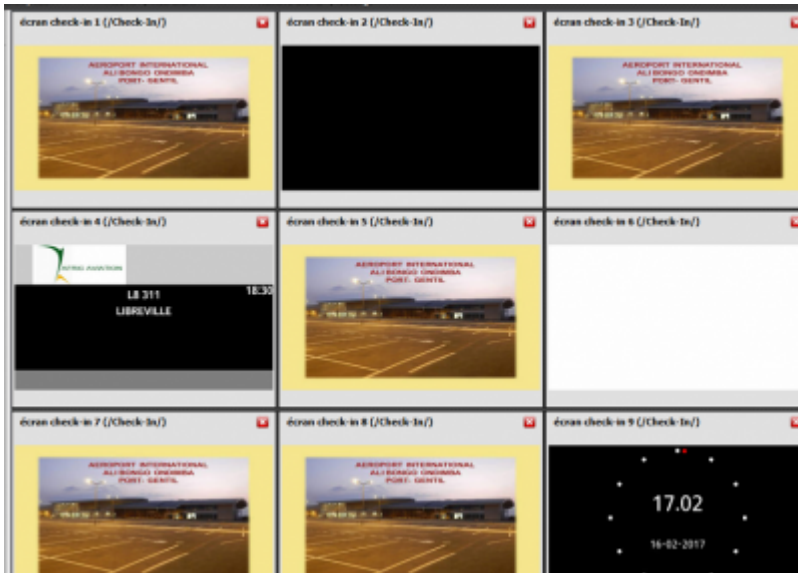 écran check-in 1 (/Check-In/)
écran check-in 2 (/Check-In/)
écran check-in 3 (/Check-In/)
AEROPORT INTERNATIONAL
ALI BONGO ONDIMBA
PORT- GENTIL
AEROPORT INTERNATIONAL
ALI BONGO ONDIMBA
PORT- GENTIL
écran check-in 4 (/Check-In/)
écran check-in 5 (/Check-In/)
écran check-in 6 (/Check-In/)
AVIATION
L8 311
18:30
LIBREVILLE
AEROPORT INTERNATIONAL
ALI BONGO ONDIMBA
PORT- GENTIL
écran check-in 7 (/Check-In/)
écran check-in 8 (/Check-In/)
écran check-in 9 (/Check-In/)
AEROPORT INTERNATIONAL
ALI BONGO ONDIMBA
PORT- GENTIL
AEROPORT INTERNATIONAL
ALI BONGO ONDIMBA
PORT- GENTIL
17.02
16-02-2017